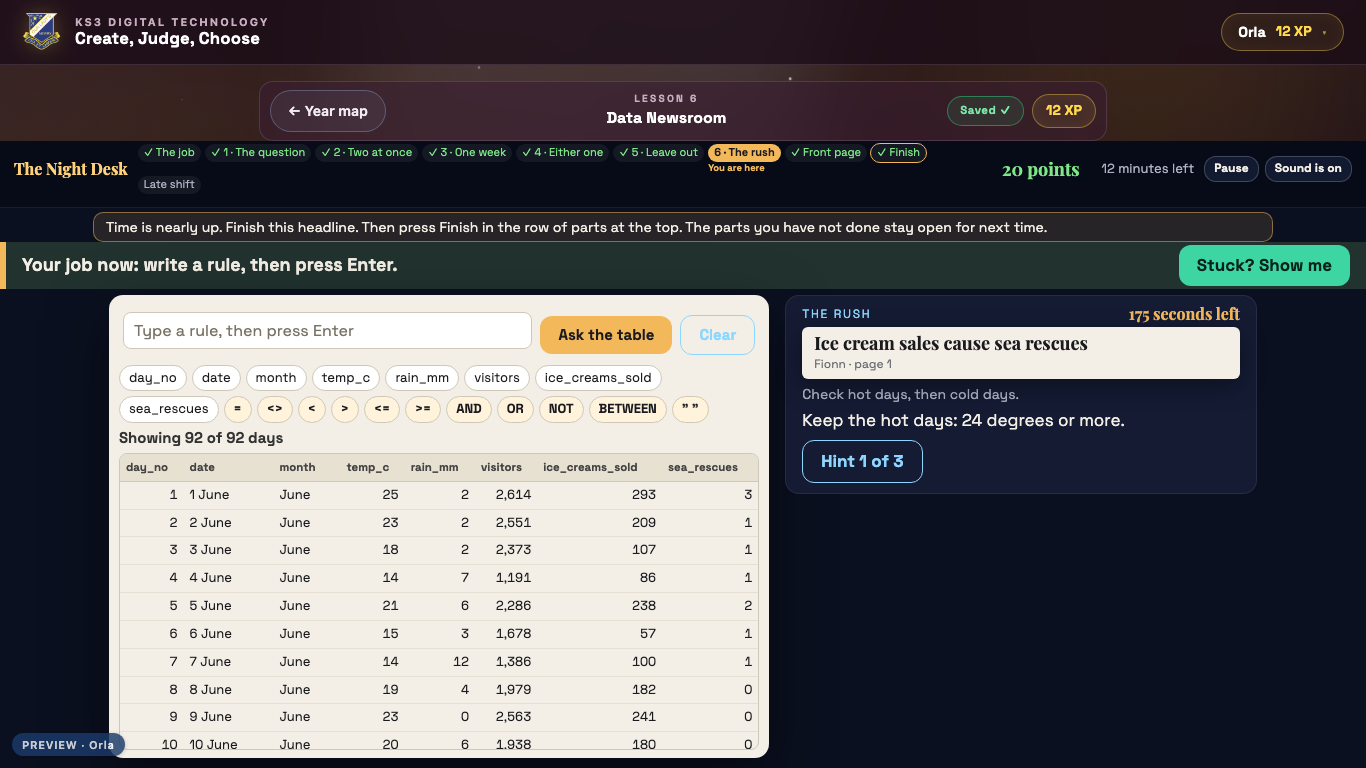 KS3 DIGITAL TECHNOLOGY
Create, Judge, Choose
Orla 12 XP
← Year map
LESSON 6
Data Newsroom
Saved ✓
12 XP
The Night Desk
✓ The job
✓ 1 · The question
✓ 2 · Two at once
✓ 3 · One week
✓ 4 · Either one
✓ 5 · Leave out
6 · The rush
You are here
✓ Front page
✓ Finish
Late shift
20 points
12 minutes left
Pause
Sound is on
Time is nearly up. Finish this headline. Then press Finish in the row of parts at the top. The parts you have not done stay open for next time.
Your job now: write a rule, then press Enter.
Stuck? Show me
Type a rule, then press Enter
Ask the table
Clear
day_no date month temp_c rain_mm visitors ice_creams_sold
sea_rescues = <> < > <= >= AND OR NOT BETWEEN " "
Showing 92 of 92 days
day_no date month temp_c rain_mm visitors ice_creams_sold sea_rescues
1 1 June June 25 2 2,614 293 3
2 2 June June 23 2 2,551 209 1
3 3 June June 18 2 2,373 107 1
4 4 June June 14 7 1,191 86 1
5 5 June June 21 6 2,286 238 2
6 6 June June 15 3 1,678 57 1
7 7 June June 14 12 1,386 100 1
8 8 June June 19 4 1,979 182 0
9 9 June June 23 0 2,563 241 0
10 10 June June 20 6 1,938 180 0
THE RUSH
175 seconds left
Ice cream sales cause sea rescues
Fionn · page 1
Check hot days, then cold days.
Keep the hot days: 24 degrees or more.
Hint 1 of 3
PREVIEW · Orla